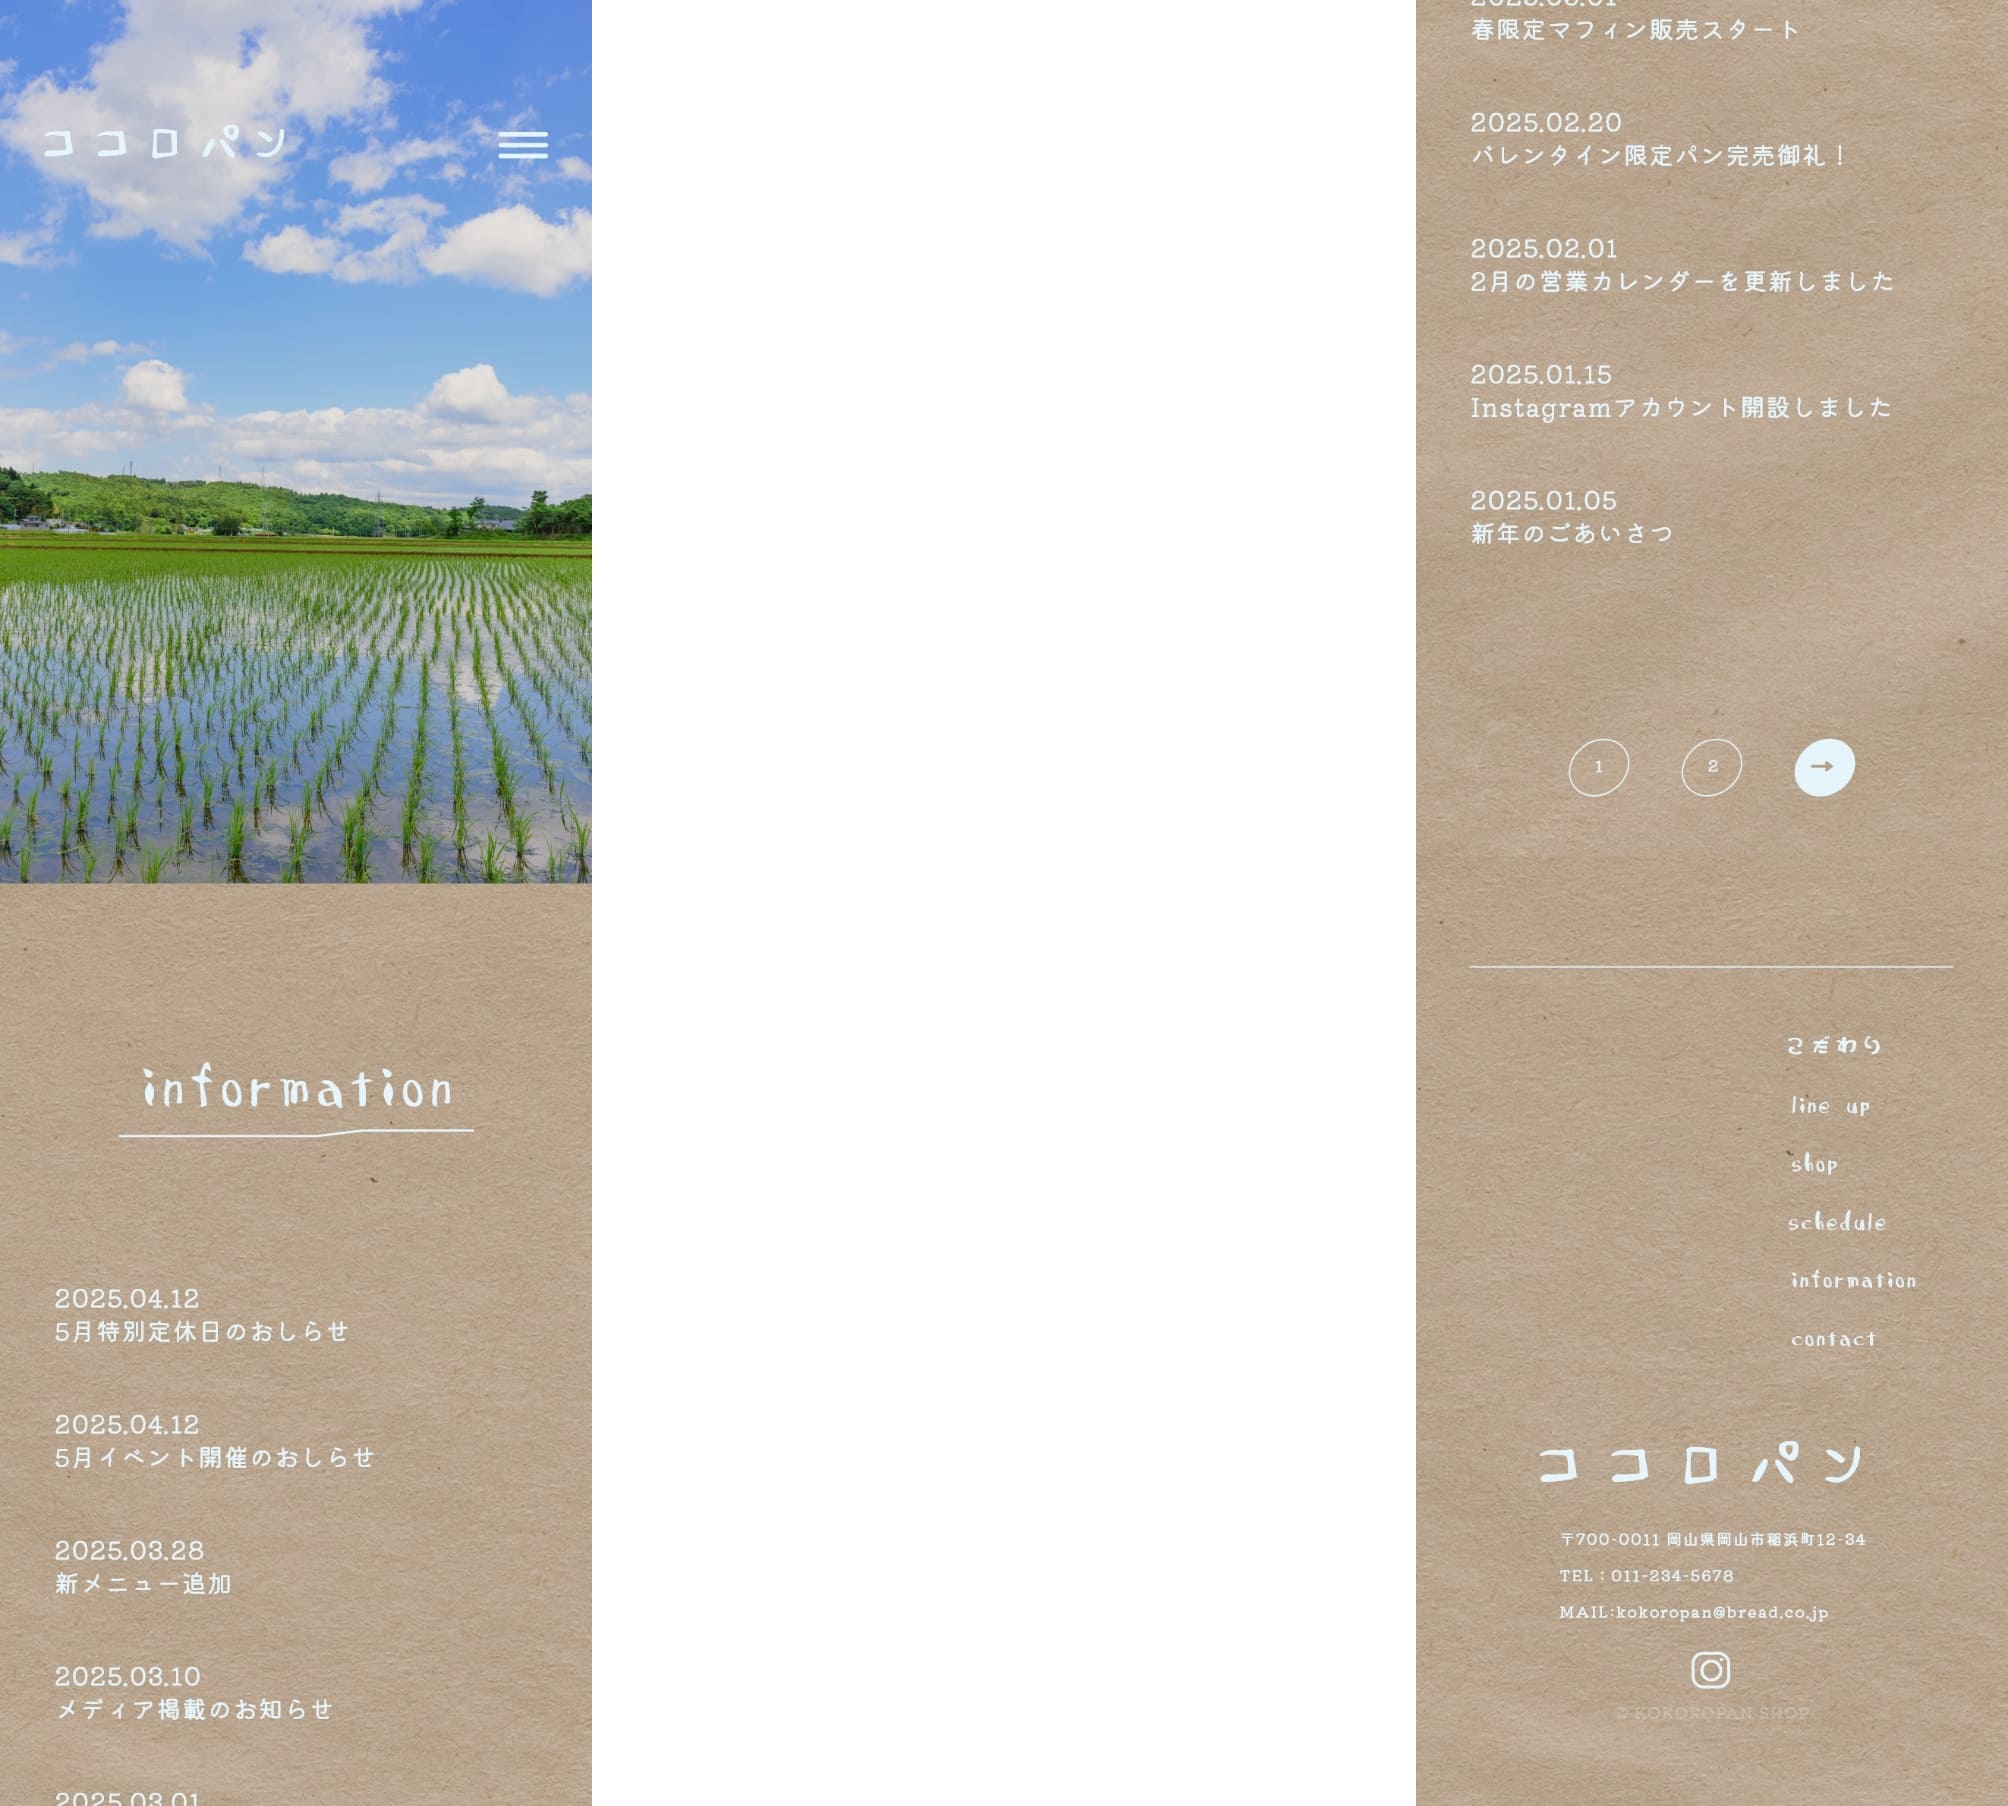 ココロパン
information
2025.04.12
5月特別定休日のおしらせ
2025.04.12
5月イベント開催のおしらせ
2025.03.28
新メニュー追加
2025.03.10
メディア掲載のお知らせ
2025.03.01
2025.03.01
春限定マフィン販売スタート
2025.02.20
バレンタイン限定パン完売御礼！
2025.02.01
2月の営業カレンダーを更新しました
2025.01.15
Instagramアカウント開設しました
2025.01.05
新年のごあいさつ
1 2 →
こだわり
line up
shop
schedule
information
contact
ココロパン
〒700-0011 岡山県岡山市稲浜町12-34
TEL：011-234-5678
MAIL:kokoropan@bread.co.jp
© KOKOROPAN SHOP